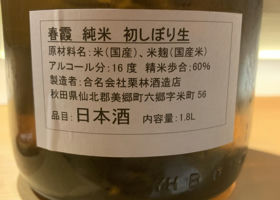 春霞 純米 初しぼり生
原材料名:米(国産)、米麹(国産米)
アルコール分:16度 精米歩合:60%
製造者:合名会社栗林酒造店
秋田県仙北郡美郷町六郷字米町56
品目:日本酒 内容量:1.8L